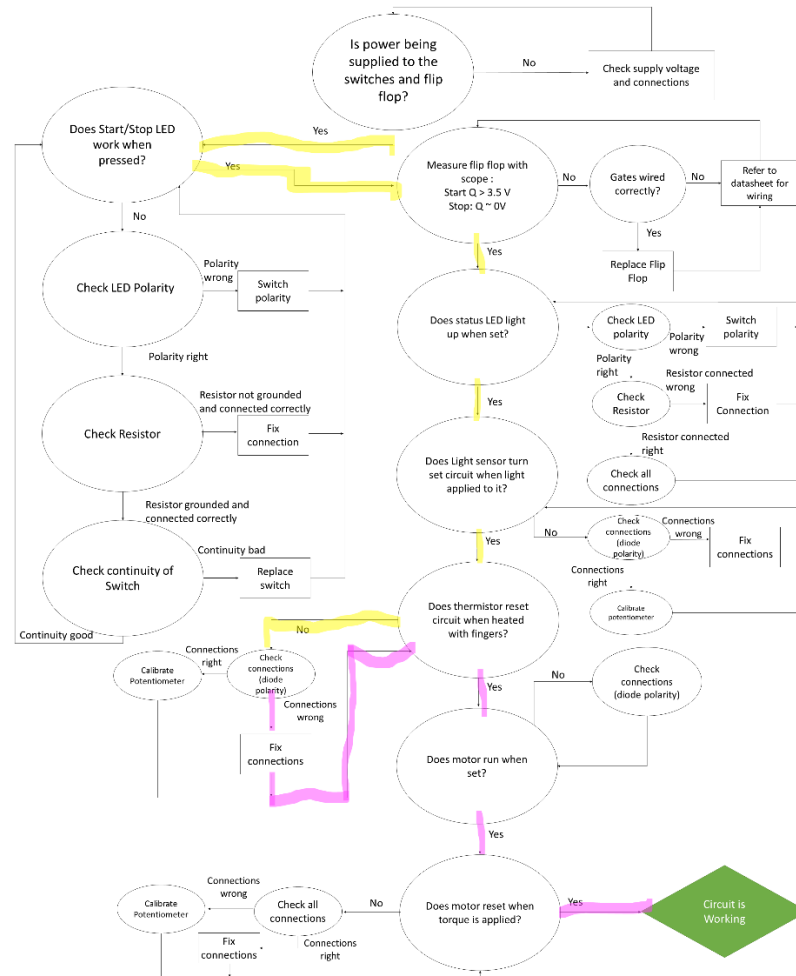 Is power being
supplied to the
switches and flip
flop?
No
Check supply voltage
and connections
Yes
Does Start/Stop LED
work when
pressed?
Yes
Measure flip flop with
scope :
Start Q > 3.5 V
Stop: Q ~ 0V
No
Gates wired
correctly?
No
Refer to
datasheet for
wiring
Yes
Replace Flip
Flop
No
Yes
Check LED Polarity
Polarity
wrong
Switch
polarity
Polarity right
Does status LED light
up when set?
Check LED
polarity
Polarity
wrong
Switch
polarity
Polarity
right
Check
Resistor
Resistor connected
wrong
Fix
Connection
Resistor connected
right
Check all
connections
Yes
Check Resistor
Resistor not grounded
and connected correctly
Fix
connection
Resistor grounded and
connected correctly
Does Light sensor turn
set circuit when light
applied to it?
No
Check
connections
(diode
polarity)
Connections
wrong
Fix
connections
Connections
right
Calibrate
potentiometer
Yes
Check continuity of
Switch
Continuity bad
Replace
switch
Continuity good
Does thermistor reset
circuit when heated
with fingers?
No
Check
connections
(diode
polarity)
Connections
right
Calibrate
Potentiometer
Connections
wrong
Fix
connections
Yes
No
Check
connections
(diode polarity)
Does motor run when
set?
Yes
Does motor reset when
torque is applied?
Yes
Circuit is
Working
No
Check all
connections
Connections
wrong
Calibrate
Potentiometer
Connections
right
Fix
connections